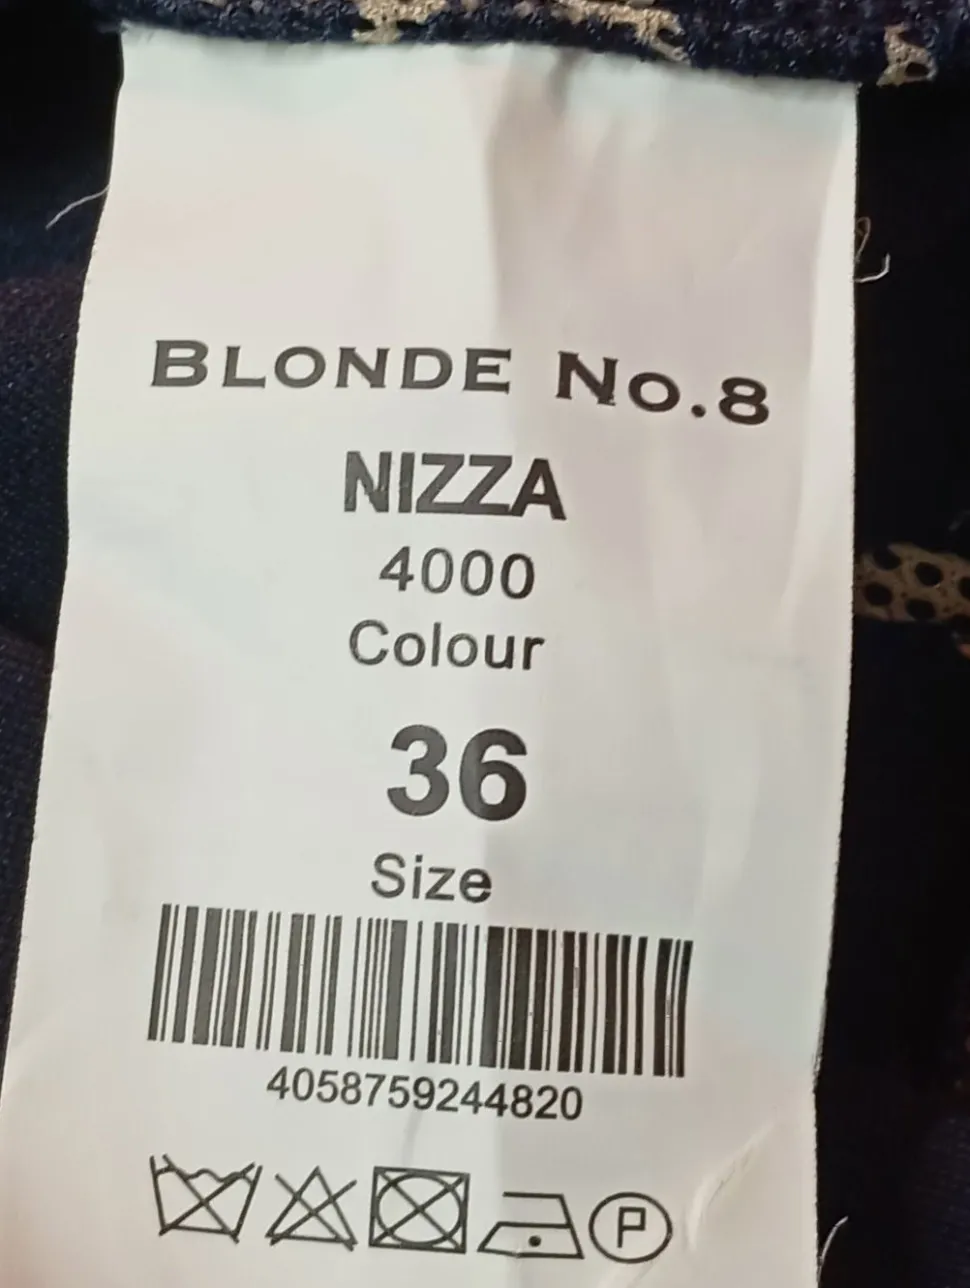 BLONDE No.8
NIZZA
4000
Colour
36
Size
4058759244820
P